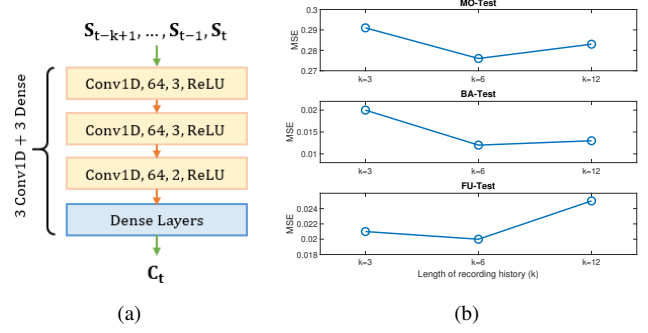 S_{t−k+1}, …, S_{t−1}, S_t
3 Conv1D + 3 Dense
Conv1D, 64, 3, ReLU
Conv1D, 64, 3, ReLU
Conv1D, 64, 2, ReLU
Dense Layers
C_t
(a)
MO-Test
MSE
0.3
0.29
0.28
0.27
k=3 k=6 k=12
BA-Test
MSE
0.02
0.015
0.01
k=3 k=6 k=12
FU-Test
MSE
0.024
0.022
0.02
0.018
k=3 k=6 k=12
Length of recording history (k)
(b)